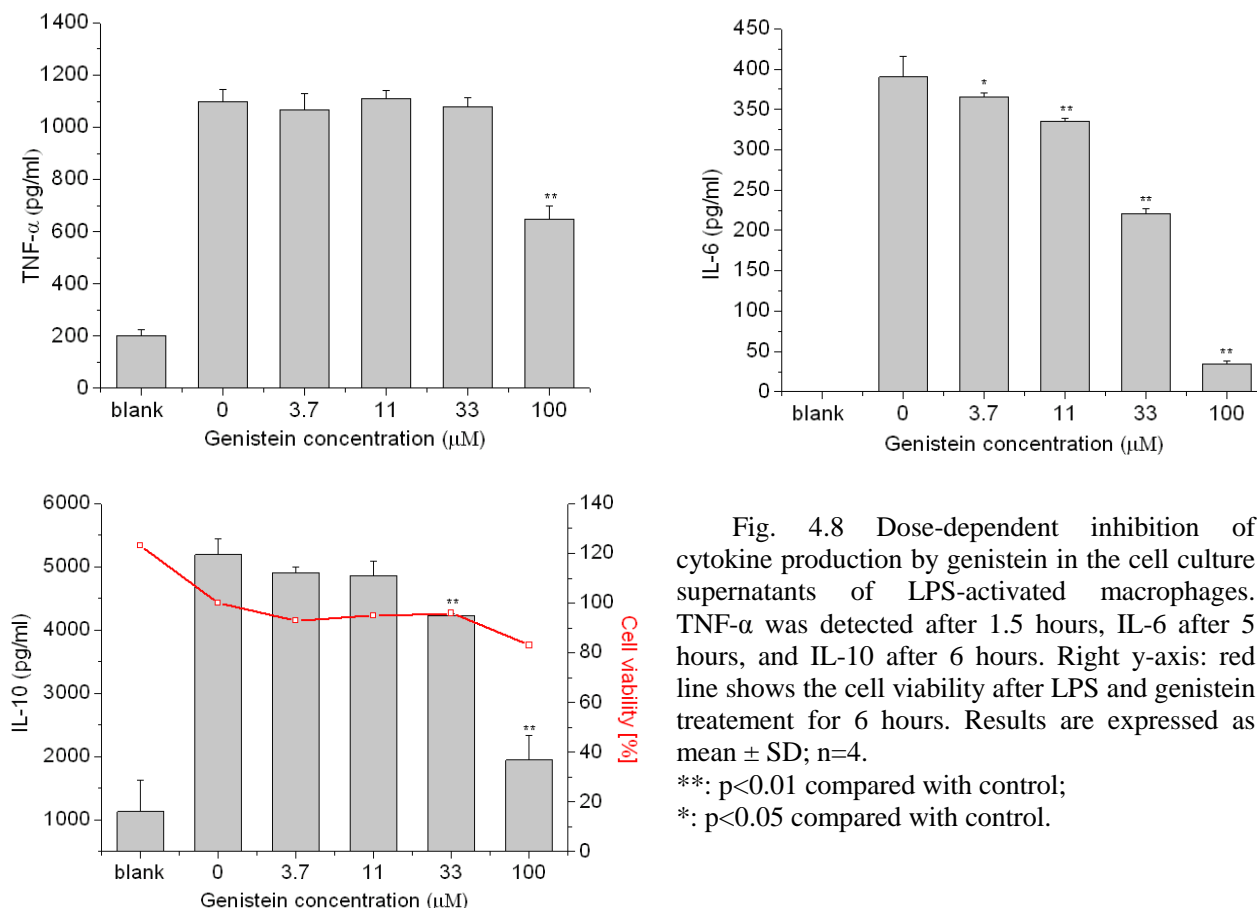 1400
1200
1000
800
600
400
200
0
TNF-α (pg/ml)
**
blank 0 3.7 11 33 100
Genistein concentration (μM)
450
400
350
300
250
200
150
100
50
0
IL-6 (pg/ml)
*
**
**
**
blank 0 3.7 11 33 100
Genistein concentration (μM)
6000
5000
4000
3000
2000
1000
IL-10 (pg/ml)
**
**
140
120
100
80
60
40
20
0
Cell viability [%]
blank 0 3.7 11 33 100
Genistein concentration (μM)
Fig. 4.8 Dose-dependent inhibition of
cytokine production by genistein in the cell culture
supernatants of LPS-activated macrophages.
TNF-α was detected after 1.5 hours, IL-6 after 5
hours, and IL-10 after 6 hours. Right y-axis: red
line shows the cell viability after LPS and genistein
treatement for 6 hours. Results are expressed as
mean ± SD; n=4.
**: p<0.01 compared with control;
*: p<0.05 compared with control.